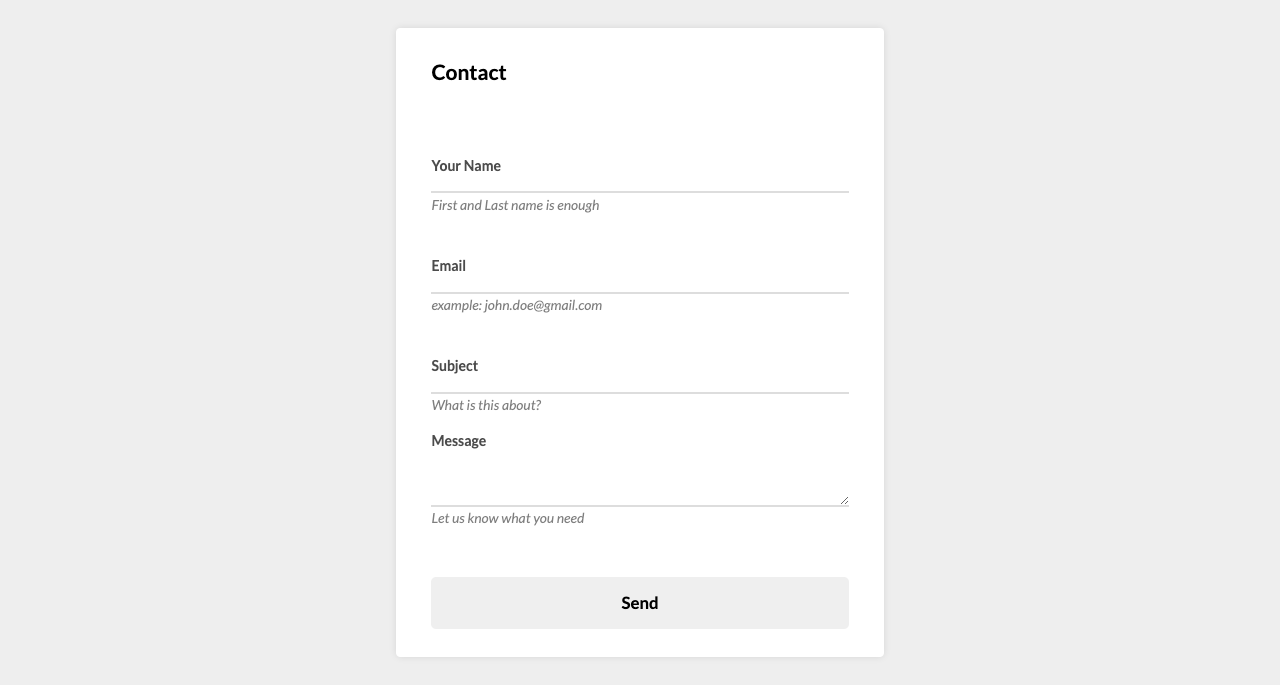 Contact
Your Name
First and Last name is enough
Email
example: john.doe@gmail.com
Subject
What is this about?
Message
Let us know what you need
Send